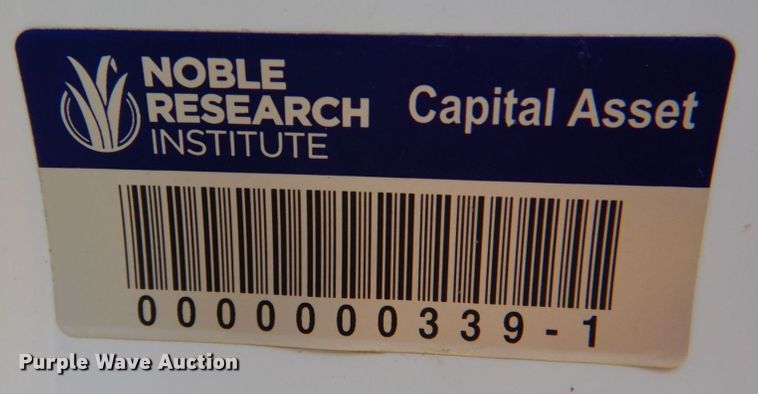 NOBLE
RESEARCH
INSTITUTE
Capital Asset
0000000339-1
Purple Wave Auction